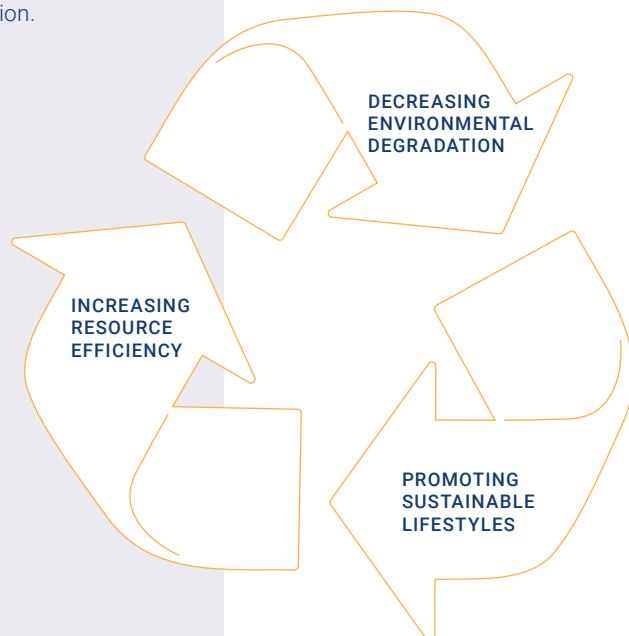 ion.
DECREASING
ENVIRONMENTAL
DEGRADATION
INCREASING
RESOURCE
EFFICIENCY
PROMOTING
SUSTAINABLE
LIFESTYLES